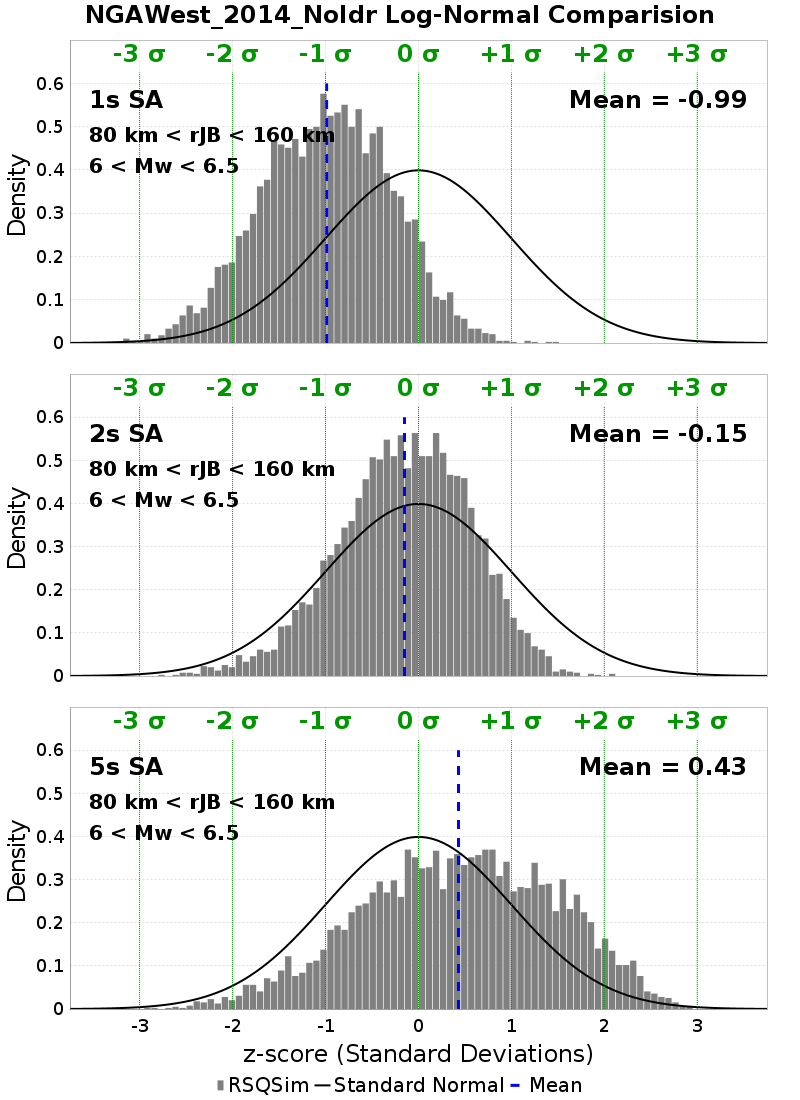 NGAWest_2014_NoIdr Log-Normal Comparision
-3 σ -2 σ -1 σ 0 σ +1 σ +2 σ +3 σ
1s SA
Mean = -0.99
80 km < rJB < 160 km
6 < Mw < 6.5
Density
0.6
0.5
0.4
0.3
0.2
0.1
0
-3 σ -2 σ -1 σ 0 σ +1 σ +2 σ +3 σ
2s SA
Mean = -0.15
80 km < rJB < 160 km
6 < Mw < 6.5
Density
0.6
0.5
0.4
0.3
0.2
0.1
0
-3 σ -2 σ -1 σ 0 σ +1 σ +2 σ +3 σ
5s SA
Mean = 0.43
80 km < rJB < 160 km
6 < Mw < 6.5
Density
0.6
0.5
0.4
0.3
0.2
0.1
0
-3 -2 -1 0 1 2 3
z-score (Standard Deviations)
RSQSim Standard Normal Mean